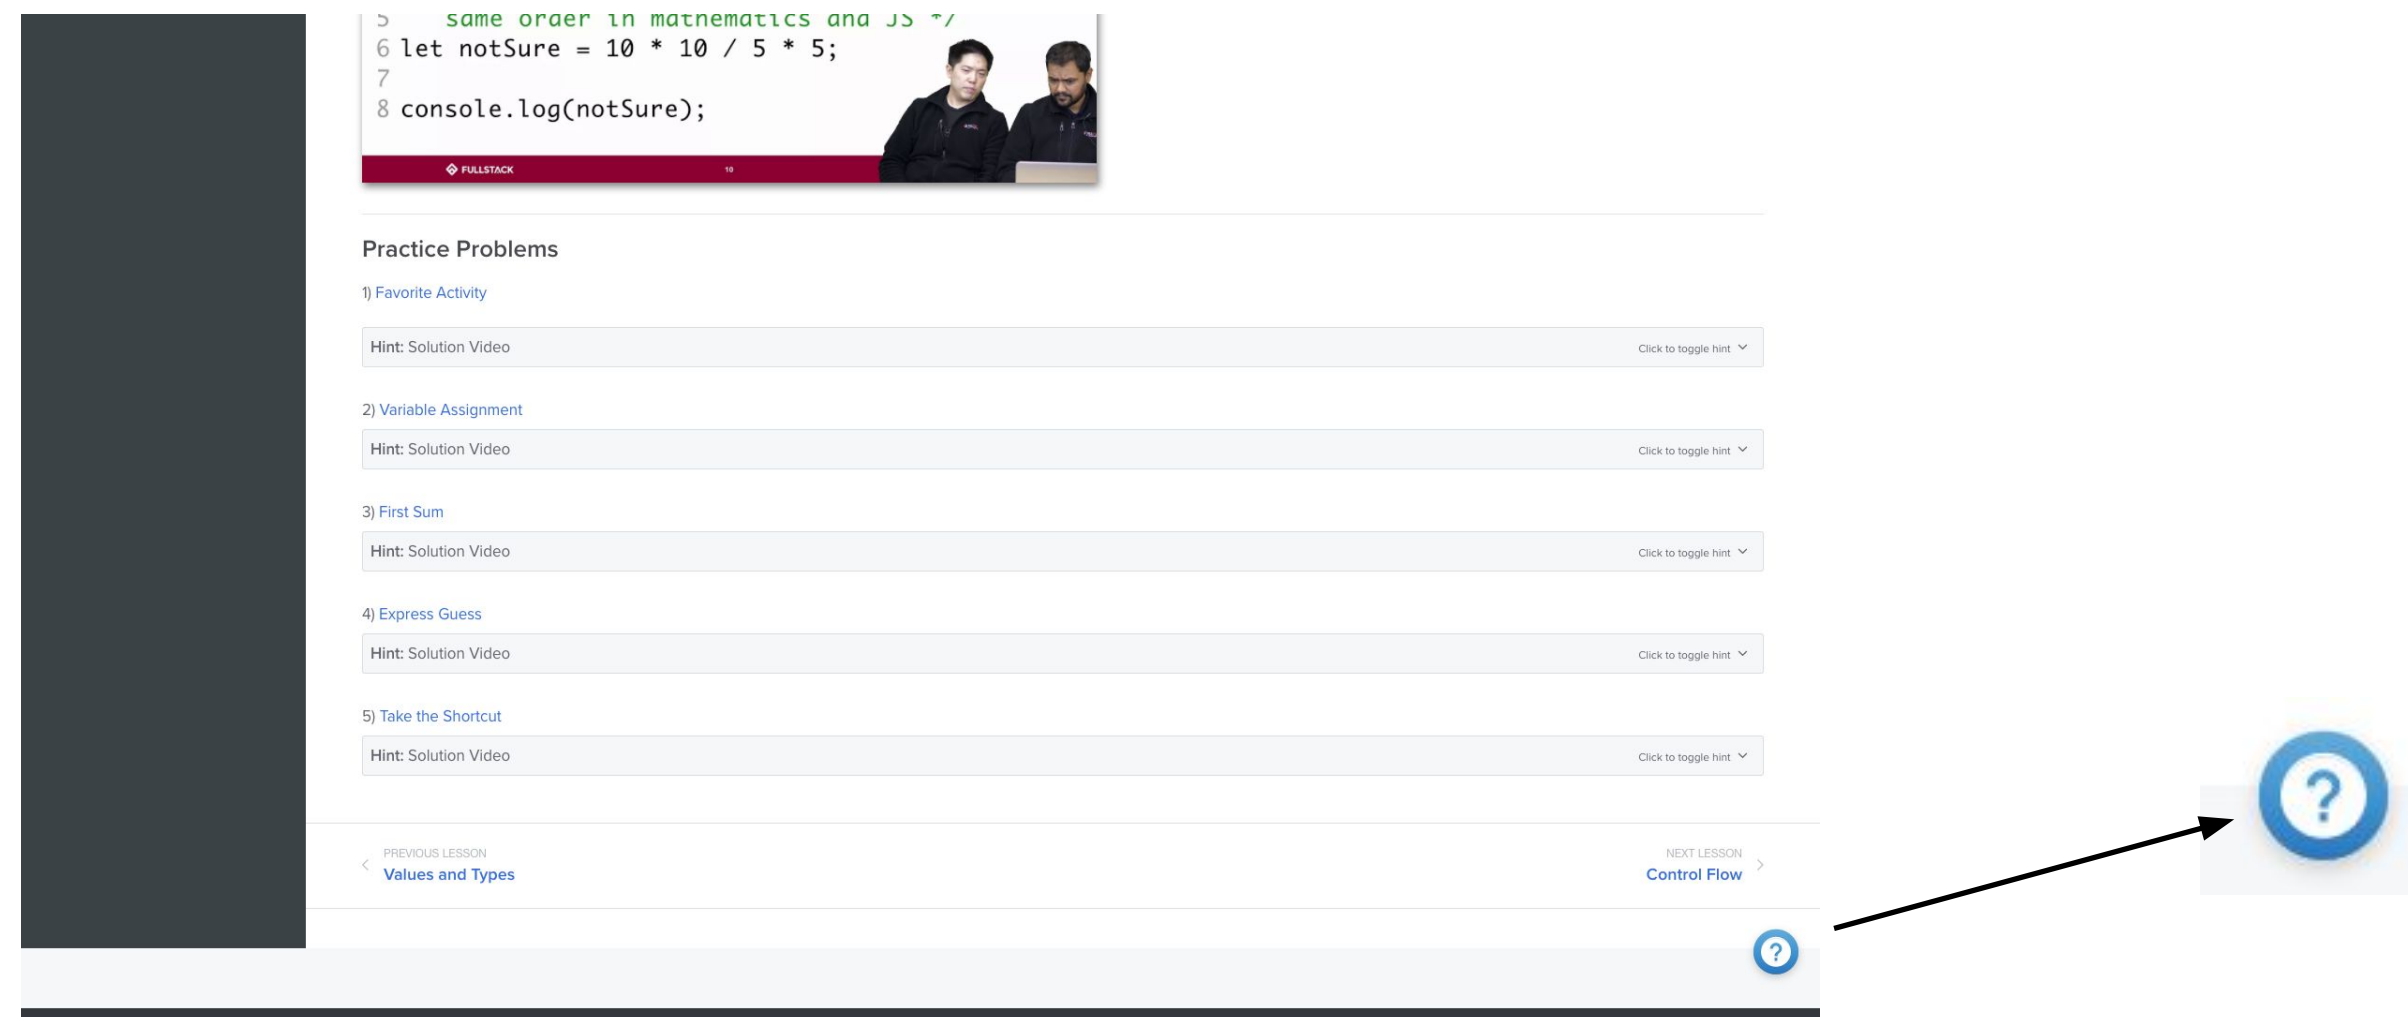 5 same order in mathematics and JS */
6 let notSure = 10 * 10 / 5 * 5;
7
8 console.log(notSure);
FULLSTACK 10
Practice Problems
1) Favorite Activity
Hint: Solution Video Click to toggle hint
2) Variable Assignment
Hint: Solution Video Click to toggle hint
3) First Sum
Hint: Solution Video Click to toggle hint
4) Express Guess
Hint: Solution Video Click to toggle hint
5) Take the Shortcut
Hint: Solution Video Click to toggle hint
PREVIOUS LESSON
Values and Types
NEXT LESSON
Control Flow
?
?